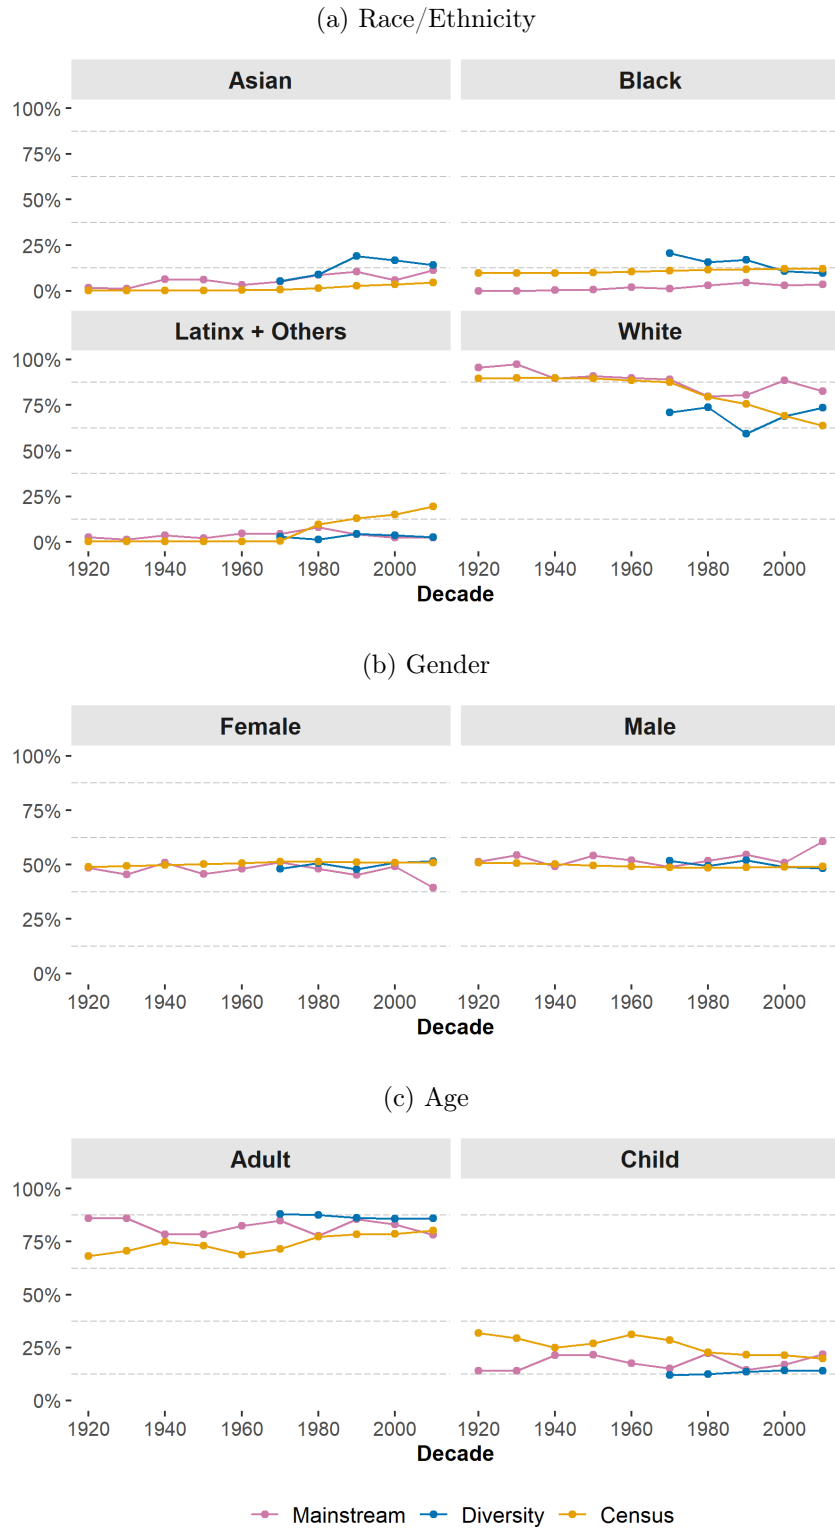 (a) Race/Ethnicity
Asian Black
100%
75%
50%
25%
0%
Latinx + Others White
100%
75%
50%
25%
0%
1920 1940 1960 1980 2000 1920 1940 1960 1980 2000
Decade
(b) Gender
Female Male
100%
75%
50%
25%
0%
1920 1940 1960 1980 2000 1920 1940 1960 1980 2000
Decade
(c) Age
Adult Child
100%
75%
50%
25%
0%
1920 1940 1960 1980 2000 1920 1940 1960 1980 2000
Decade
Mainstream Diversity Census